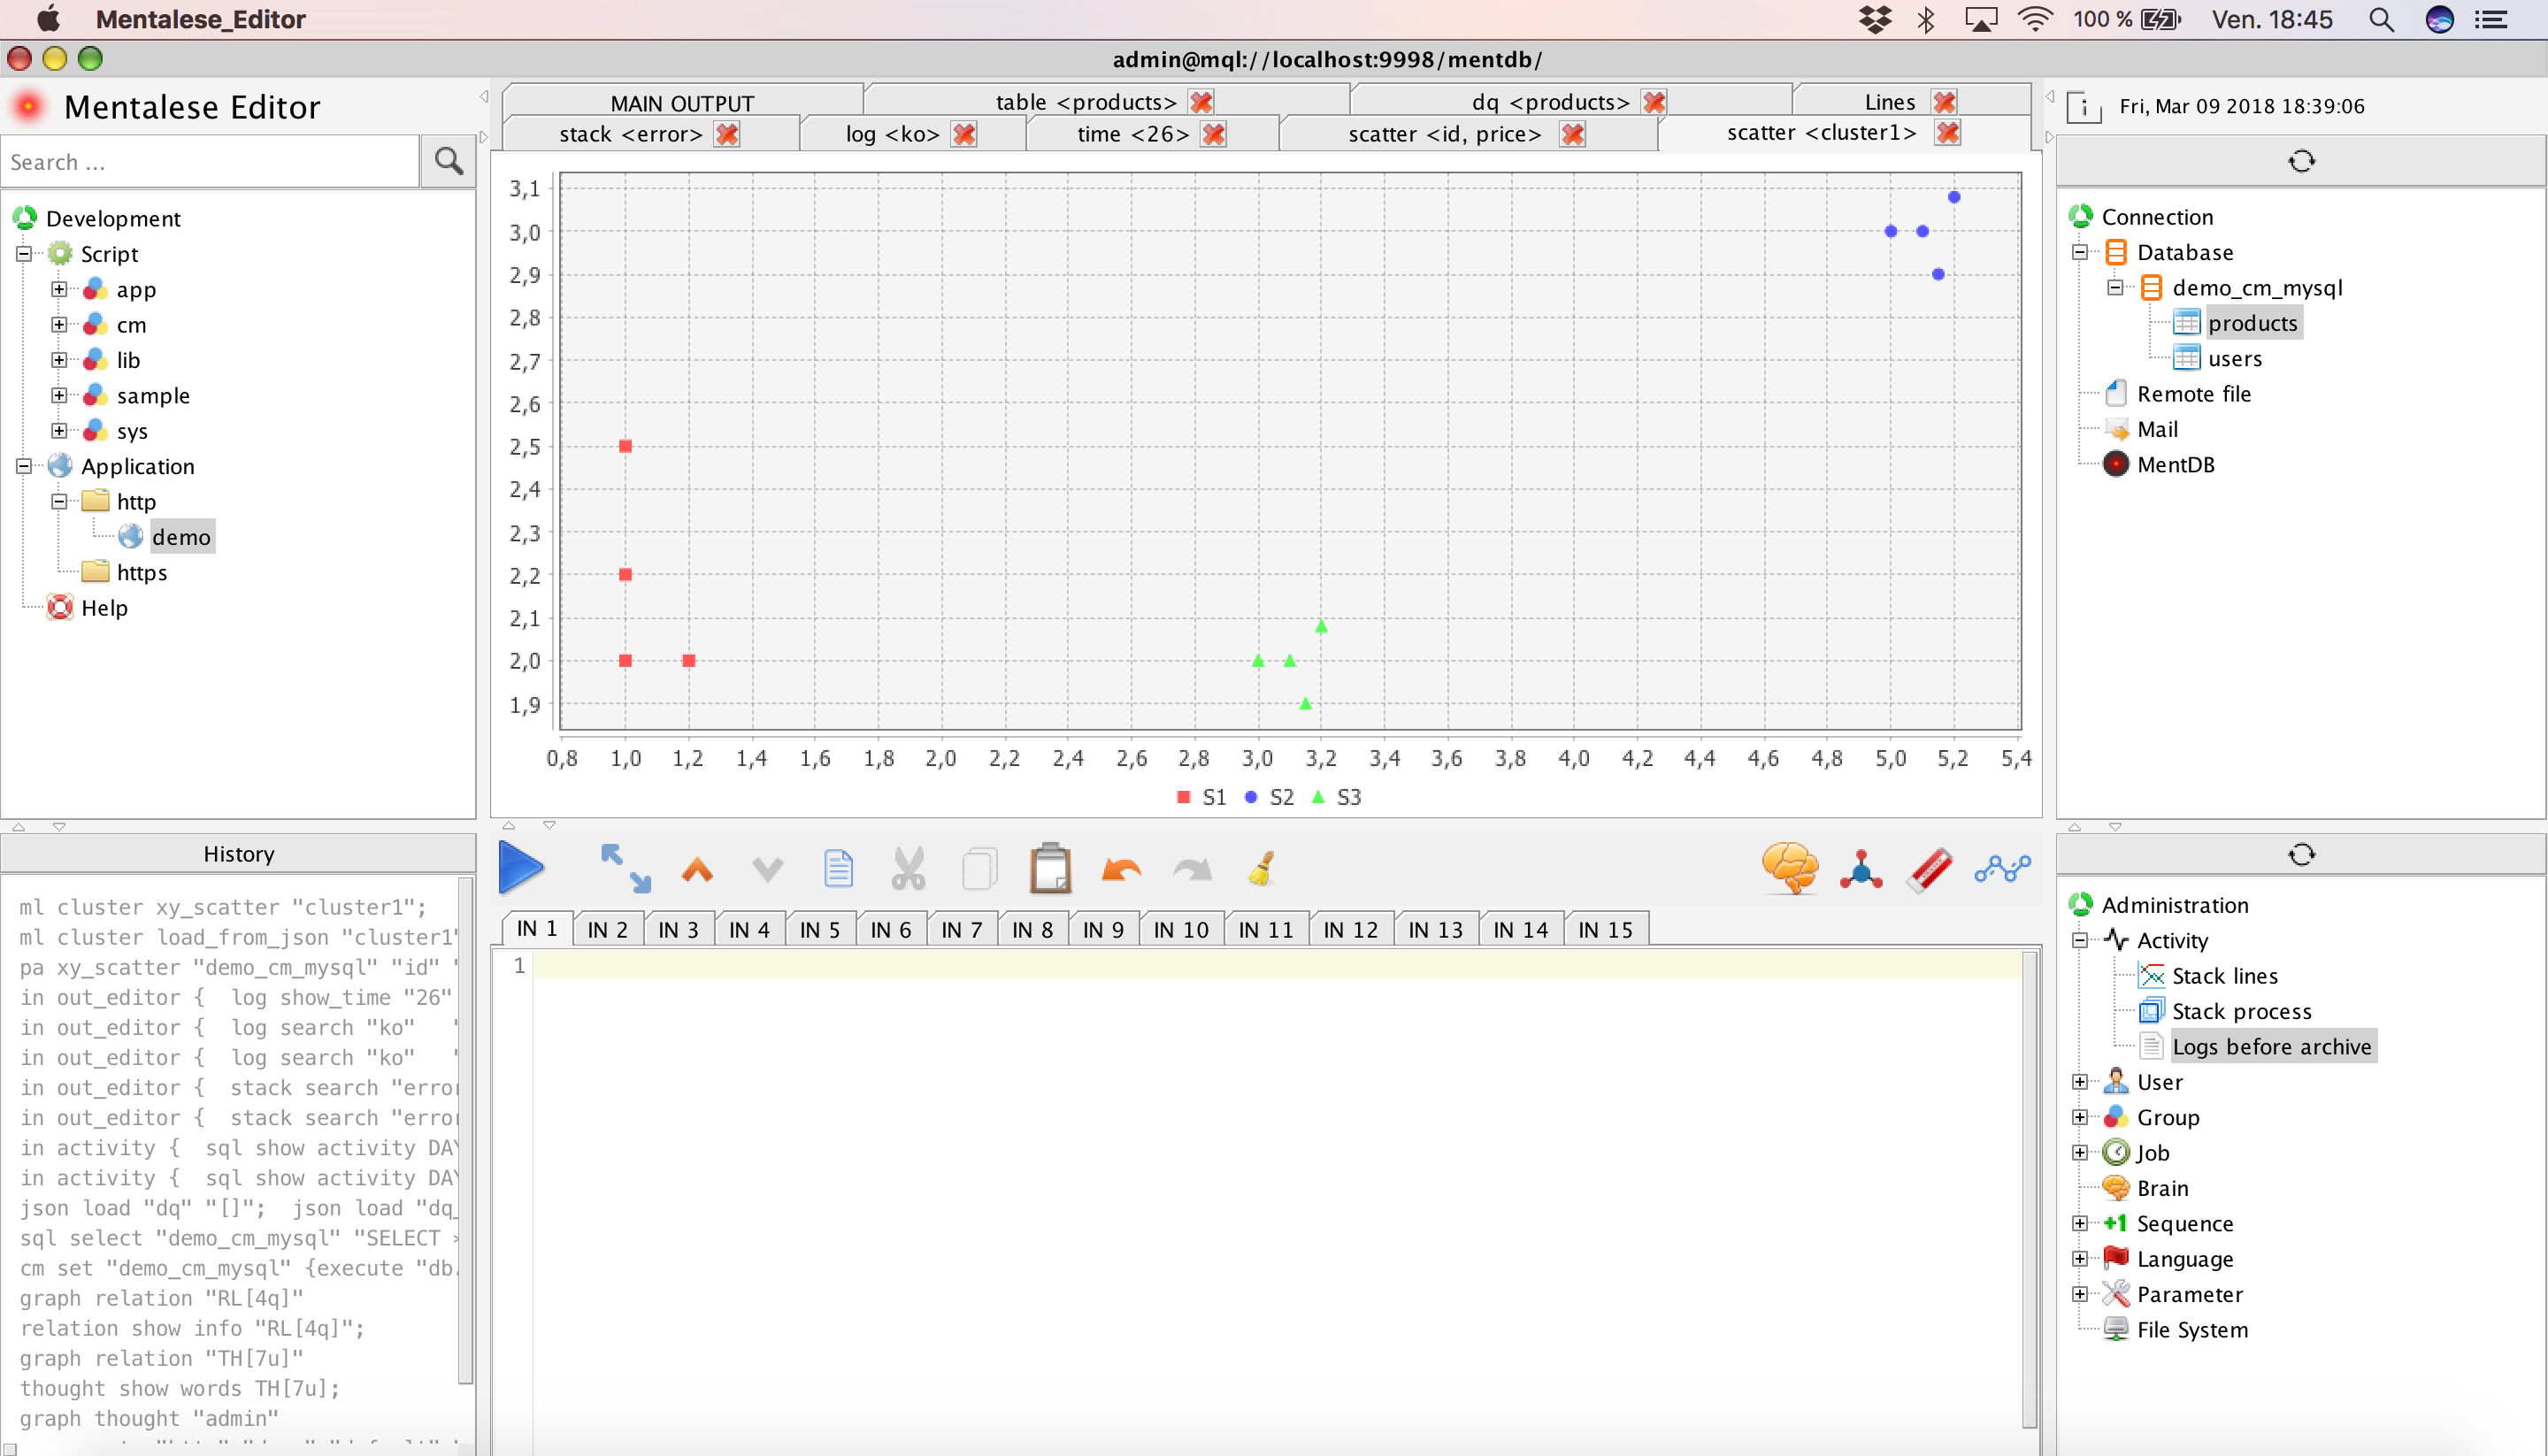 Mentalese_Editor
100 %
Ven. 18:45
admin@mql://localhost:9998/mentdb/
Mentalese Editor
Search ...
Development
Script
app
cm
lib
sample
sys
Application
http
demo
https
Help
MAIN OUTPUT
table <products>
dq <products>
Lines
stack <error>
log <ko>
time <26>
scatter <id, price>
scatter <cluster1>
3,1
3,0
2,9
2,8
2,7
2,6
2,5
2,4
2,3
2,2
2,1
2,0
1,9
0,8 1,0 1,2 1,4 1,6 1,8 2,0 2,2 2,4 2,6 2,8 3,0 3,2 3,4 3,6 3,8 4,0 4,2 4,4 4,6 4,8 5,0 5,2 5,4
S1 S2 S3
Fri, Mar 09 2018 18:39:06
Connection
Database
demo_cm_mysql
products
users
Remote file
Mail
MentDB
History
ml cluster xy_scatter "cluster1";
ml cluster load_from_json "cluster1"
pa xy_scatter "demo_cm_mysql" "id" "
in out_editor {  log show_time "26"
in out_editor {  log search "ko"   "
in out_editor {  log search "ko"   "
in out_editor {  stack search "error
in out_editor {  stack search "error
in activity {  sql show activity DAY
in activity {  sql show activity DAY
json load "dq" "[]";  json load "dq_
sql select "demo_cm_mysql" "SELECT
cm set "demo_cm_mysql" {execute "db.
graph relation "RL[4q]"
relation show info "RL[4q]";
graph relation "TH[7u]"
thought show words TH[7u];
graph thought "admin"
IN 1
IN 2
IN 3
IN 4
IN 5
IN 6
IN 7
IN 8
IN 9
IN 10
IN 11
IN 12
IN 13
IN 14
IN 15
1
Administration
Activity
Stack lines
Stack process
Logs before archive
User
Group
Job
Brain
+1 Sequence
Language
Parameter
File System